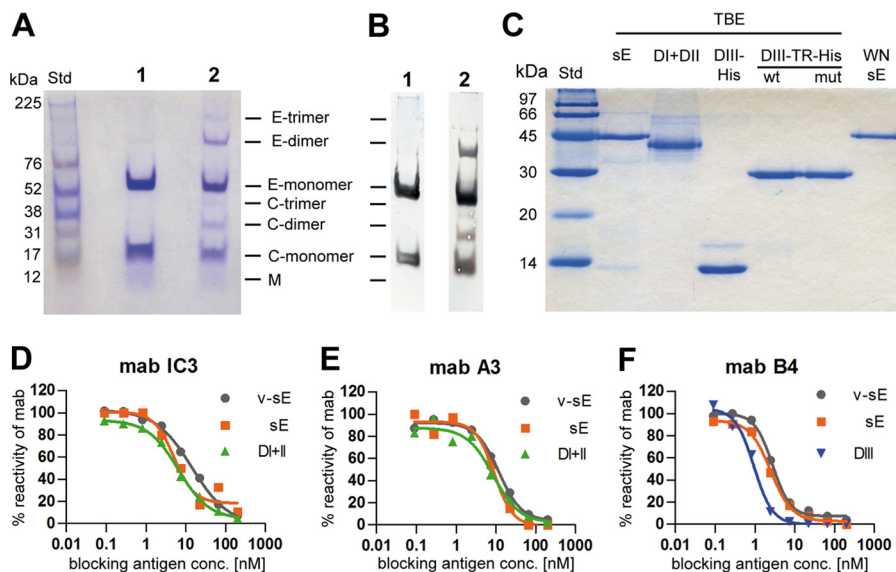 A
B
C
kDa Std 1 2
225
76
52
38
31
17
12
E-trimer
E-dimer
E-monomer
C-trimer
C-dimer
C-monomer
M
1 2
TBE
sE DI+DII DIII-His DIII-TR-His WN sE
wt mut
kDa Std
97
66
45
30
20
14
D
mab IC3
% reactivity of mab
120
100
80
60
40
20
0
0.01 0.1 1 10 100 1000
blocking antigen conc. [nM]
v-sE
sE
DI+II
E
mab A3
% reactivity of mab
120
100
80
60
40
20
0
0.01 0.1 1 10 100 1000
blocking antigen conc. [nM]
v-sE
sE
DI+II
F
mab B4
% reactivity of mab
120
100
80
60
40
20
0
0.01 0.1 1 10 100 1000
blocking antigen conc. [nM]
v-sE
sE
DIII